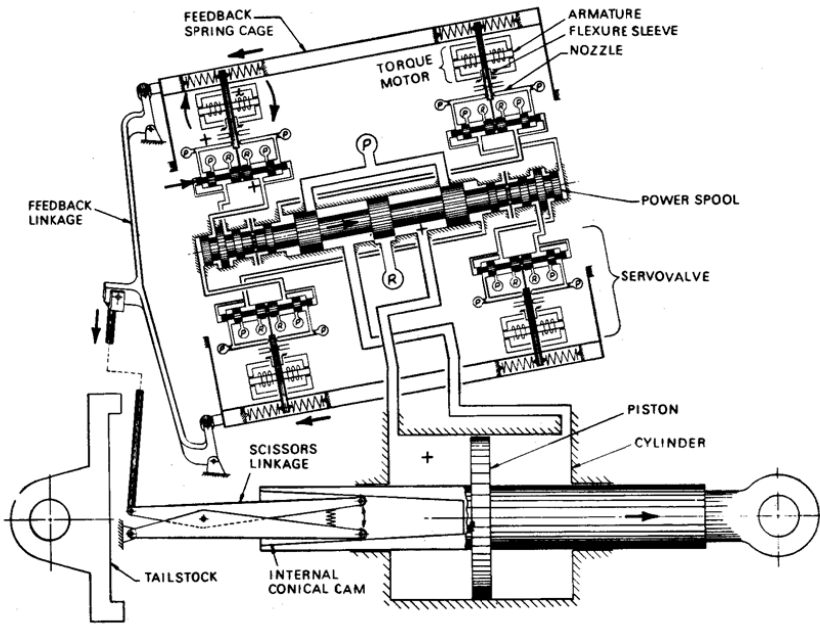 FEEDBACK
SPRING CAGE
ARMATURE
FLEXURE SLEEVE
NOZZLE
TORQUE
MOTOR
P
R
R
P
P
P
P
P
R
R
P
P
P
FEEDBACK
LINKAGE
POWER SPOOL
R
SERVOVALVE
P
R
R
P
P
P
P
R
R
P
P
P
PISTON
CYLINDER
SCISSORS
LINKAGE
TAILSTOCK
INTERNAL
CONICAL CAM